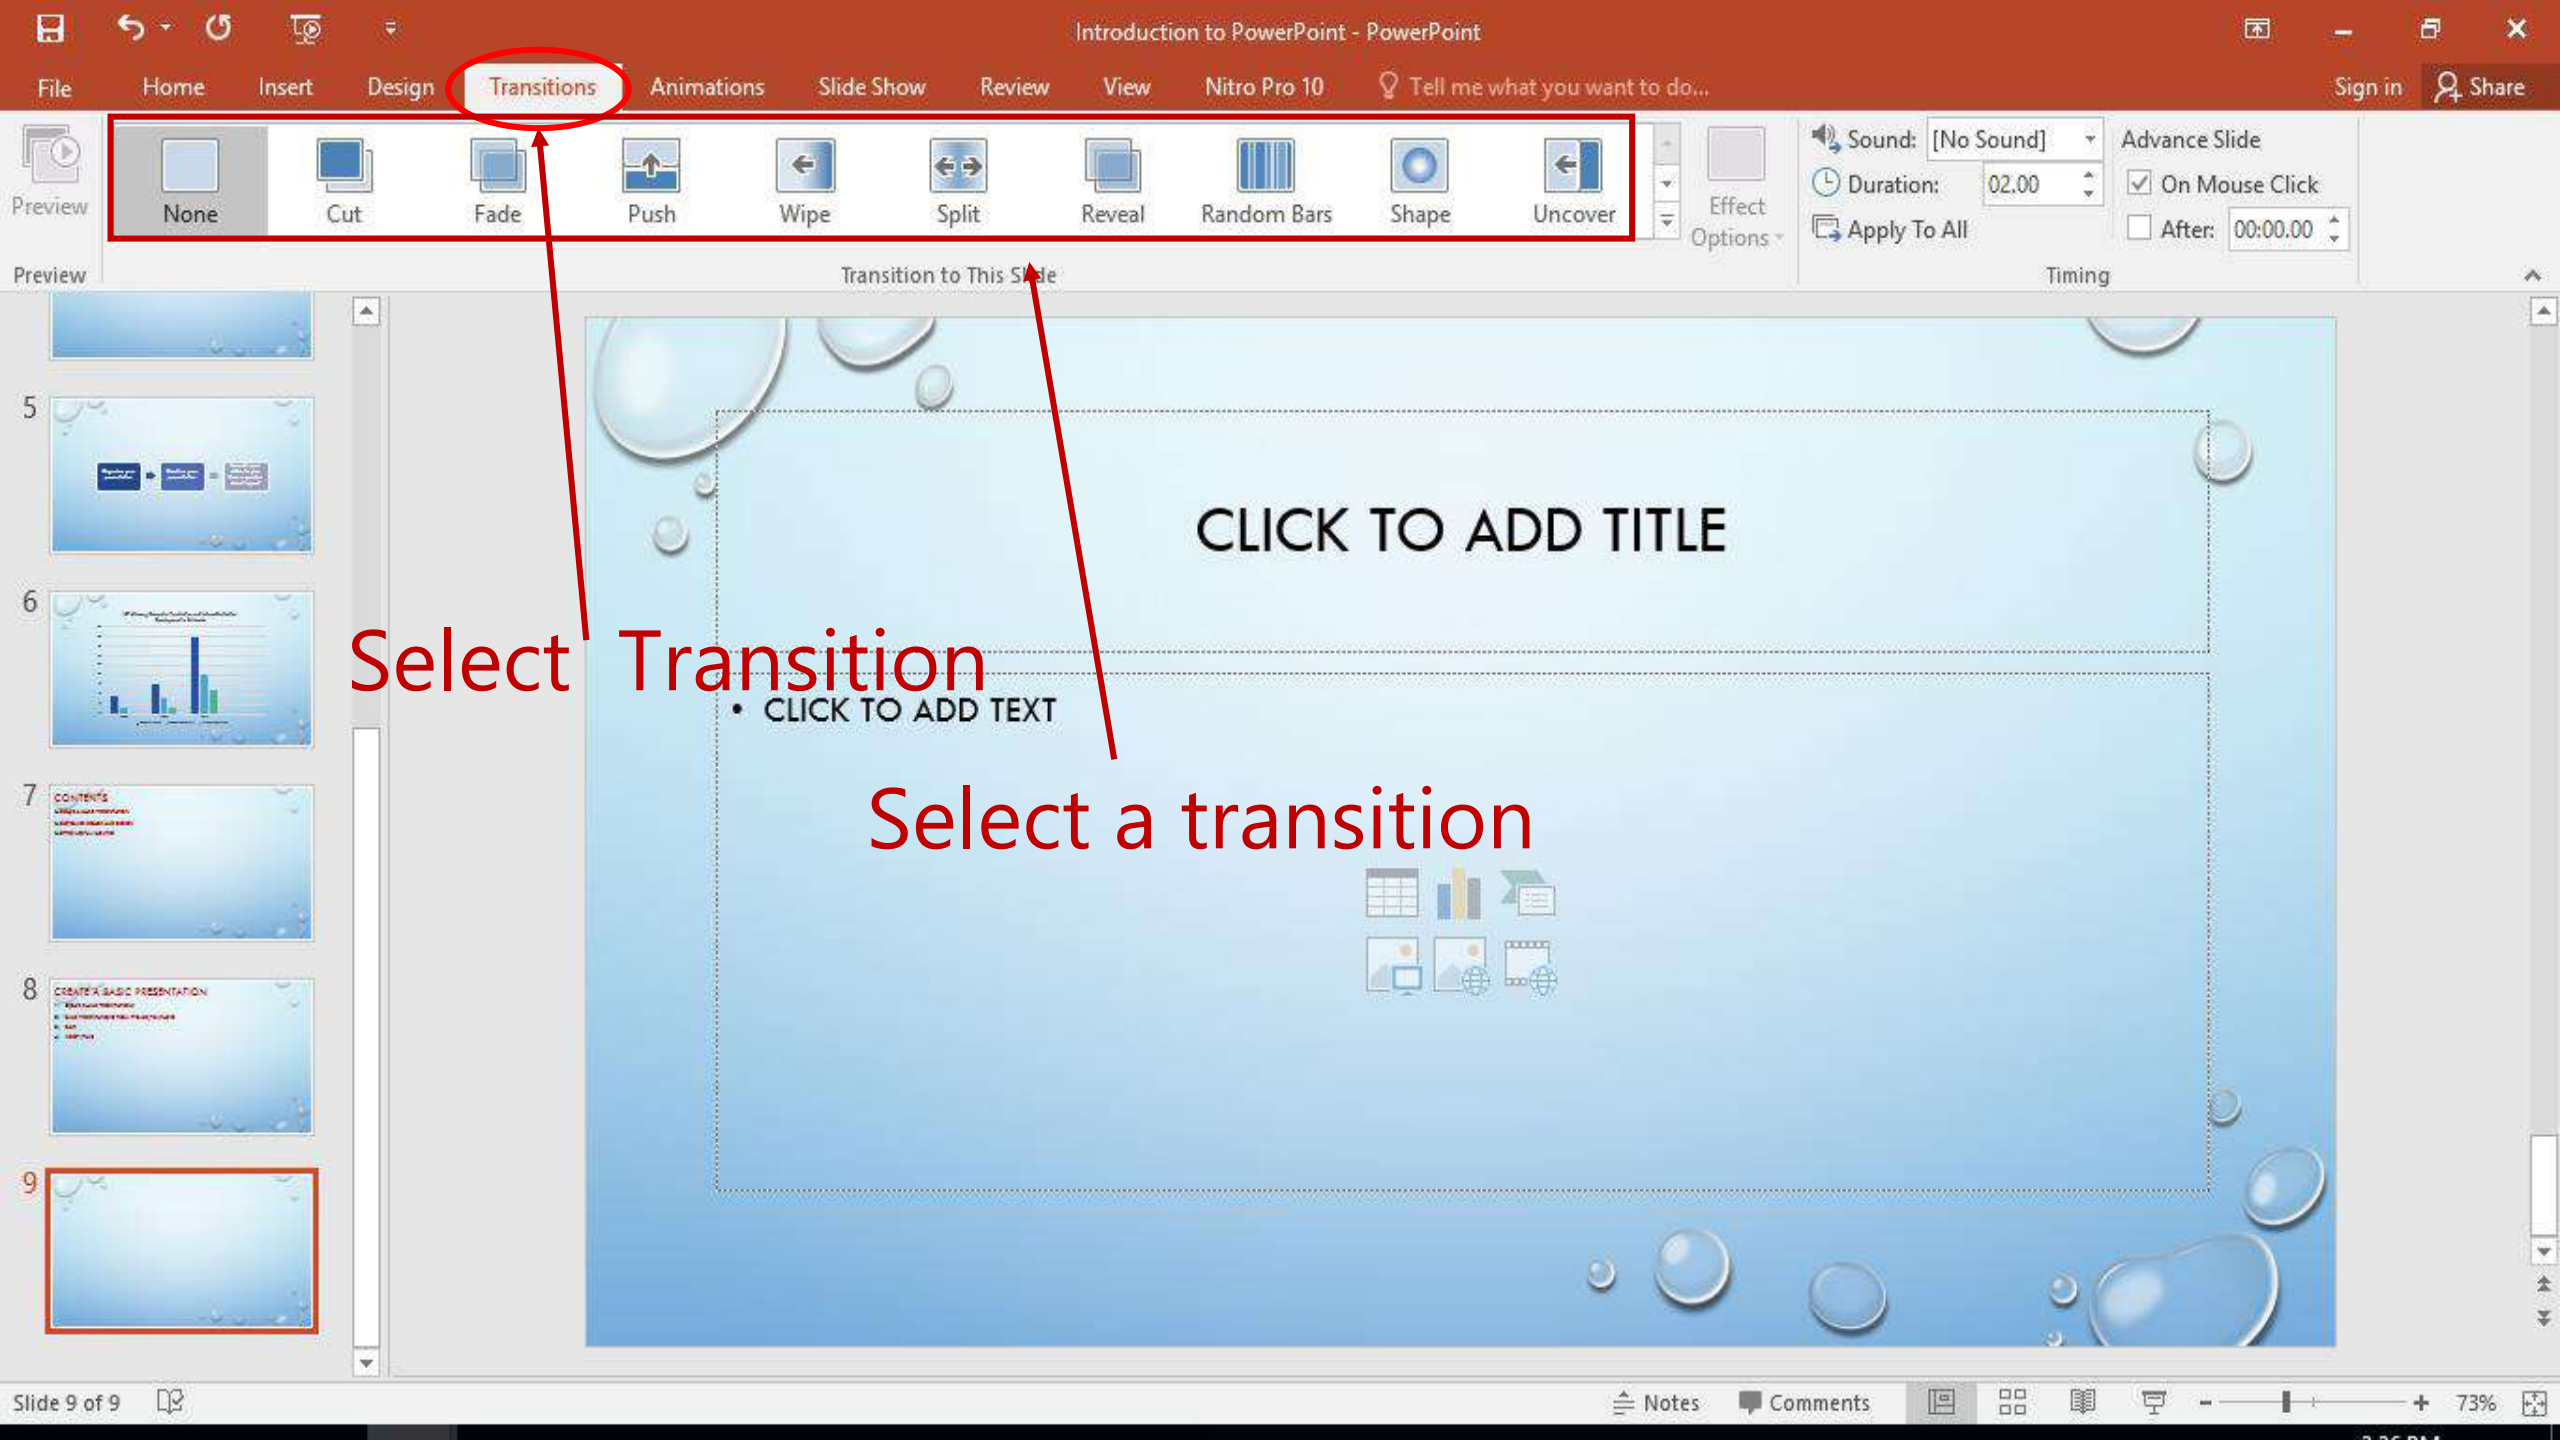 Introduction to PowerPoint - PowerPoint
File Home Insert Design Transitions Animations Slide Show Review View Nitro Pro 10 Tell me what you want to do... Sign in Share
Preview
None Cut Fade Push Wipe Split Reveal Random Bars Shape Uncover
Effect Options
Sound: [No Sound]
Duration: 02.00
Apply To All
Advance Slide
On Mouse Click
After: 00:00.00
Preview Transition to This Slide Timing
5
6
7
CONTENTS
8
CREATE A BASIC PRESENTATION
9
CLICK TO ADD TITLE
Select Transition
• CLICK TO ADD TEXT
Select a transition
Slide 9 of 9 Notes Comments 73%